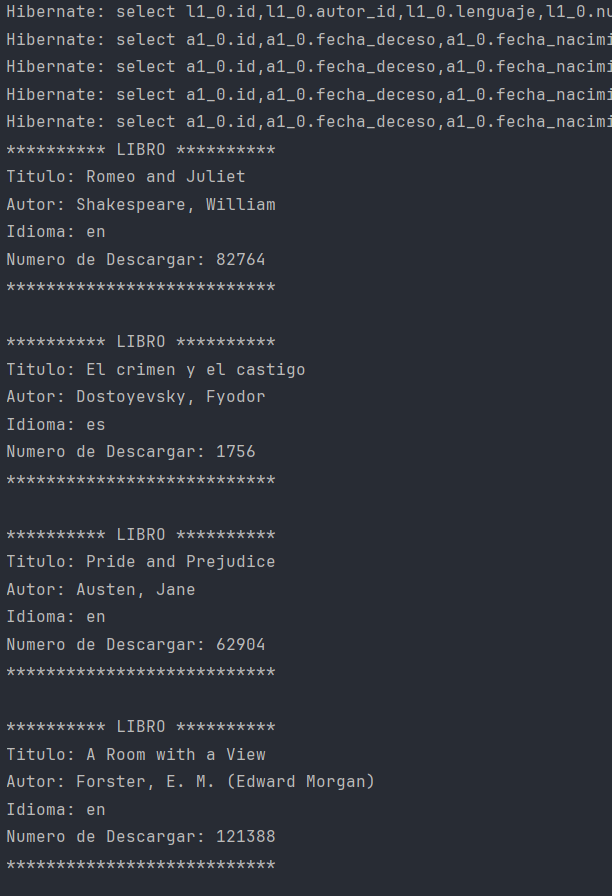 Hibernate: select l1_0.id,l1_0.autor_id,l1_0.lenguaje,l1_0.nu
Hibernate: select a1_0.id,a1_0.fecha_deceso,a1_0.fecha_nacimi
Hibernate: select a1_0.id,a1_0.fecha_deceso,a1_0.fecha_nacimi
Hibernate: select a1_0.id,a1_0.fecha_deceso,a1_0.fecha_nacimi
Hibernate: select a1_0.id,a1_0.fecha_deceso,a1_0.fecha_nacimi
********** LIBRO **********
Titulo: Romeo and Juliet
Autor: Shakespeare, William
Idioma: en
Numero de Descargar: 82764
***************************
********** LIBRO **********
Titulo: El crimen y el castigo
Autor: Dostoyevsky, Fyodor
Idioma: es
Numero de Descargar: 1756
***************************
********** LIBRO **********
Titulo: Pride and Prejudice
Autor: Austen, Jane
Idioma: en
Numero de Descargar: 62904
***************************
********** LIBRO **********
Titulo: A Room with a View
Autor: Forster, E. M. (Edward Morgan)
Idioma: en
Numero de Descargar: 121388
***************************